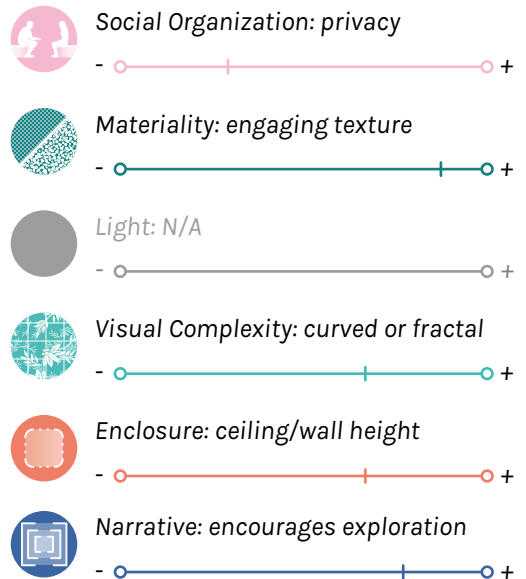 Social Organization: privacy
- +
Materiality: engaging texture
- +
Light: N/A
- +
Visual Complexity: curved or fractal
- +
Enclosure: ceiling/wall height
- +
Narrative: encourages exploration
- +